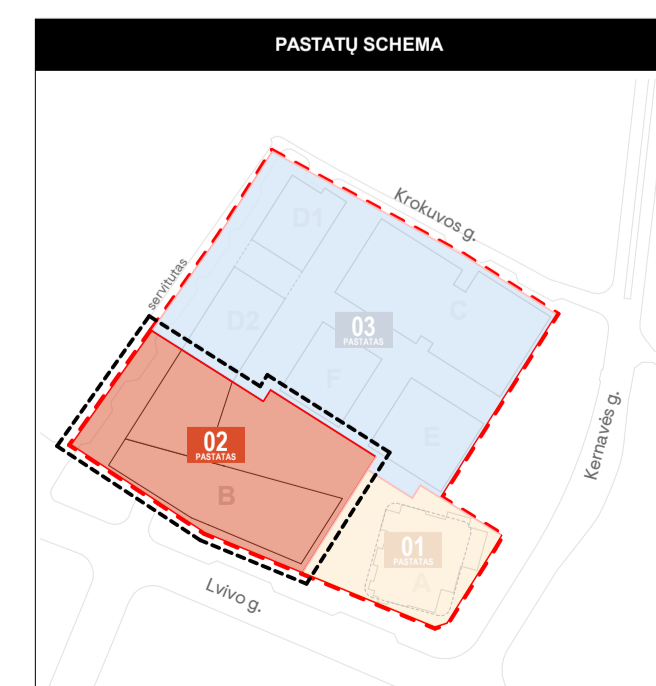 PASTATŲ SCHEMA
Krokuvos g.
D1
servitutas
C
D2
03
PASTATAS
F
Kernavės g.
E
02
PASTATAS
B
01
PASTATAS
A
Lvivo g.